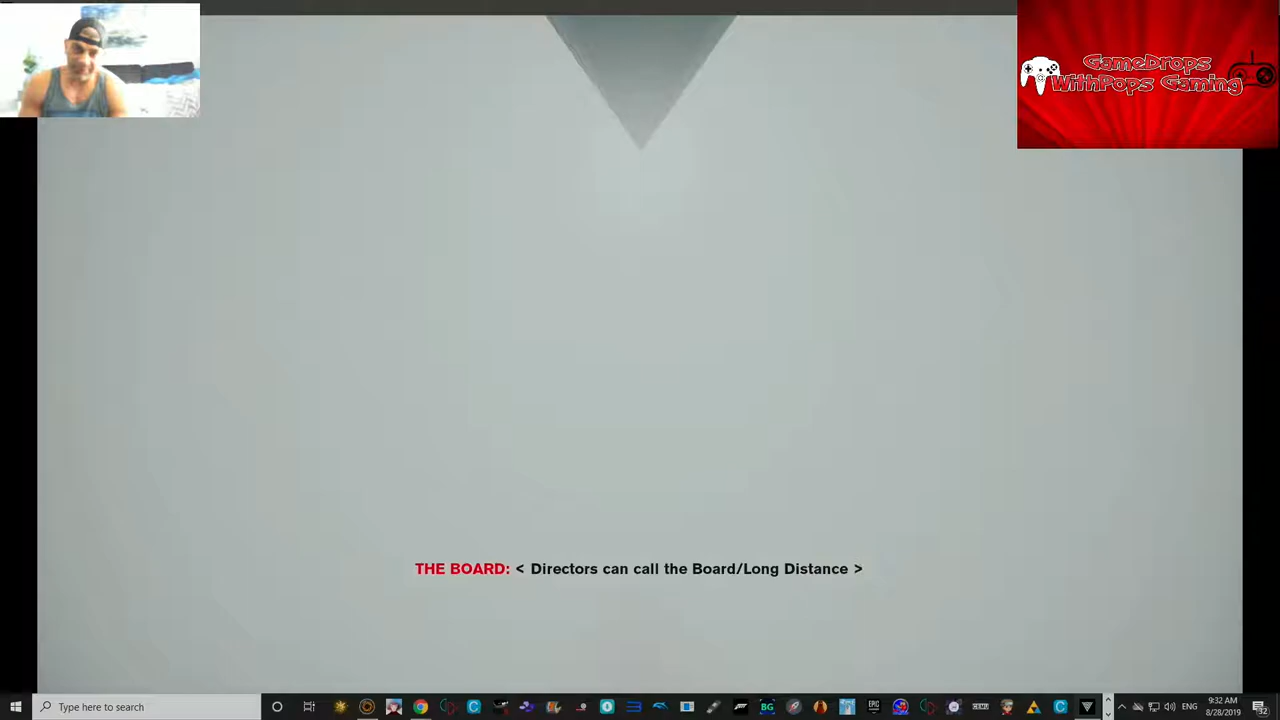 GameDrops
WithPops Gaming
THE BOARD: < Directors can call the Board/Long Distance >
Type here to search
9:32 AM
8/28/2019